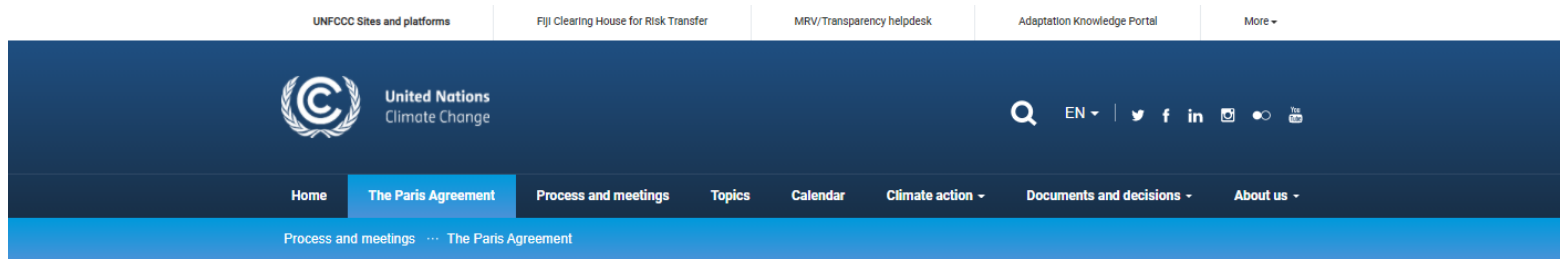 UNFCCC Sites and platforms Fiji Clearing House for Risk Transfer MRV/Transparency helpdesk Adaptation Knowledge Portal More
United Nations
Climate Change
EN
You
Tube
Home The Paris Agreement Process and meetings Topics Calendar Climate action Documents and decisions About us
Process and meetings ··· The Paris Agreement